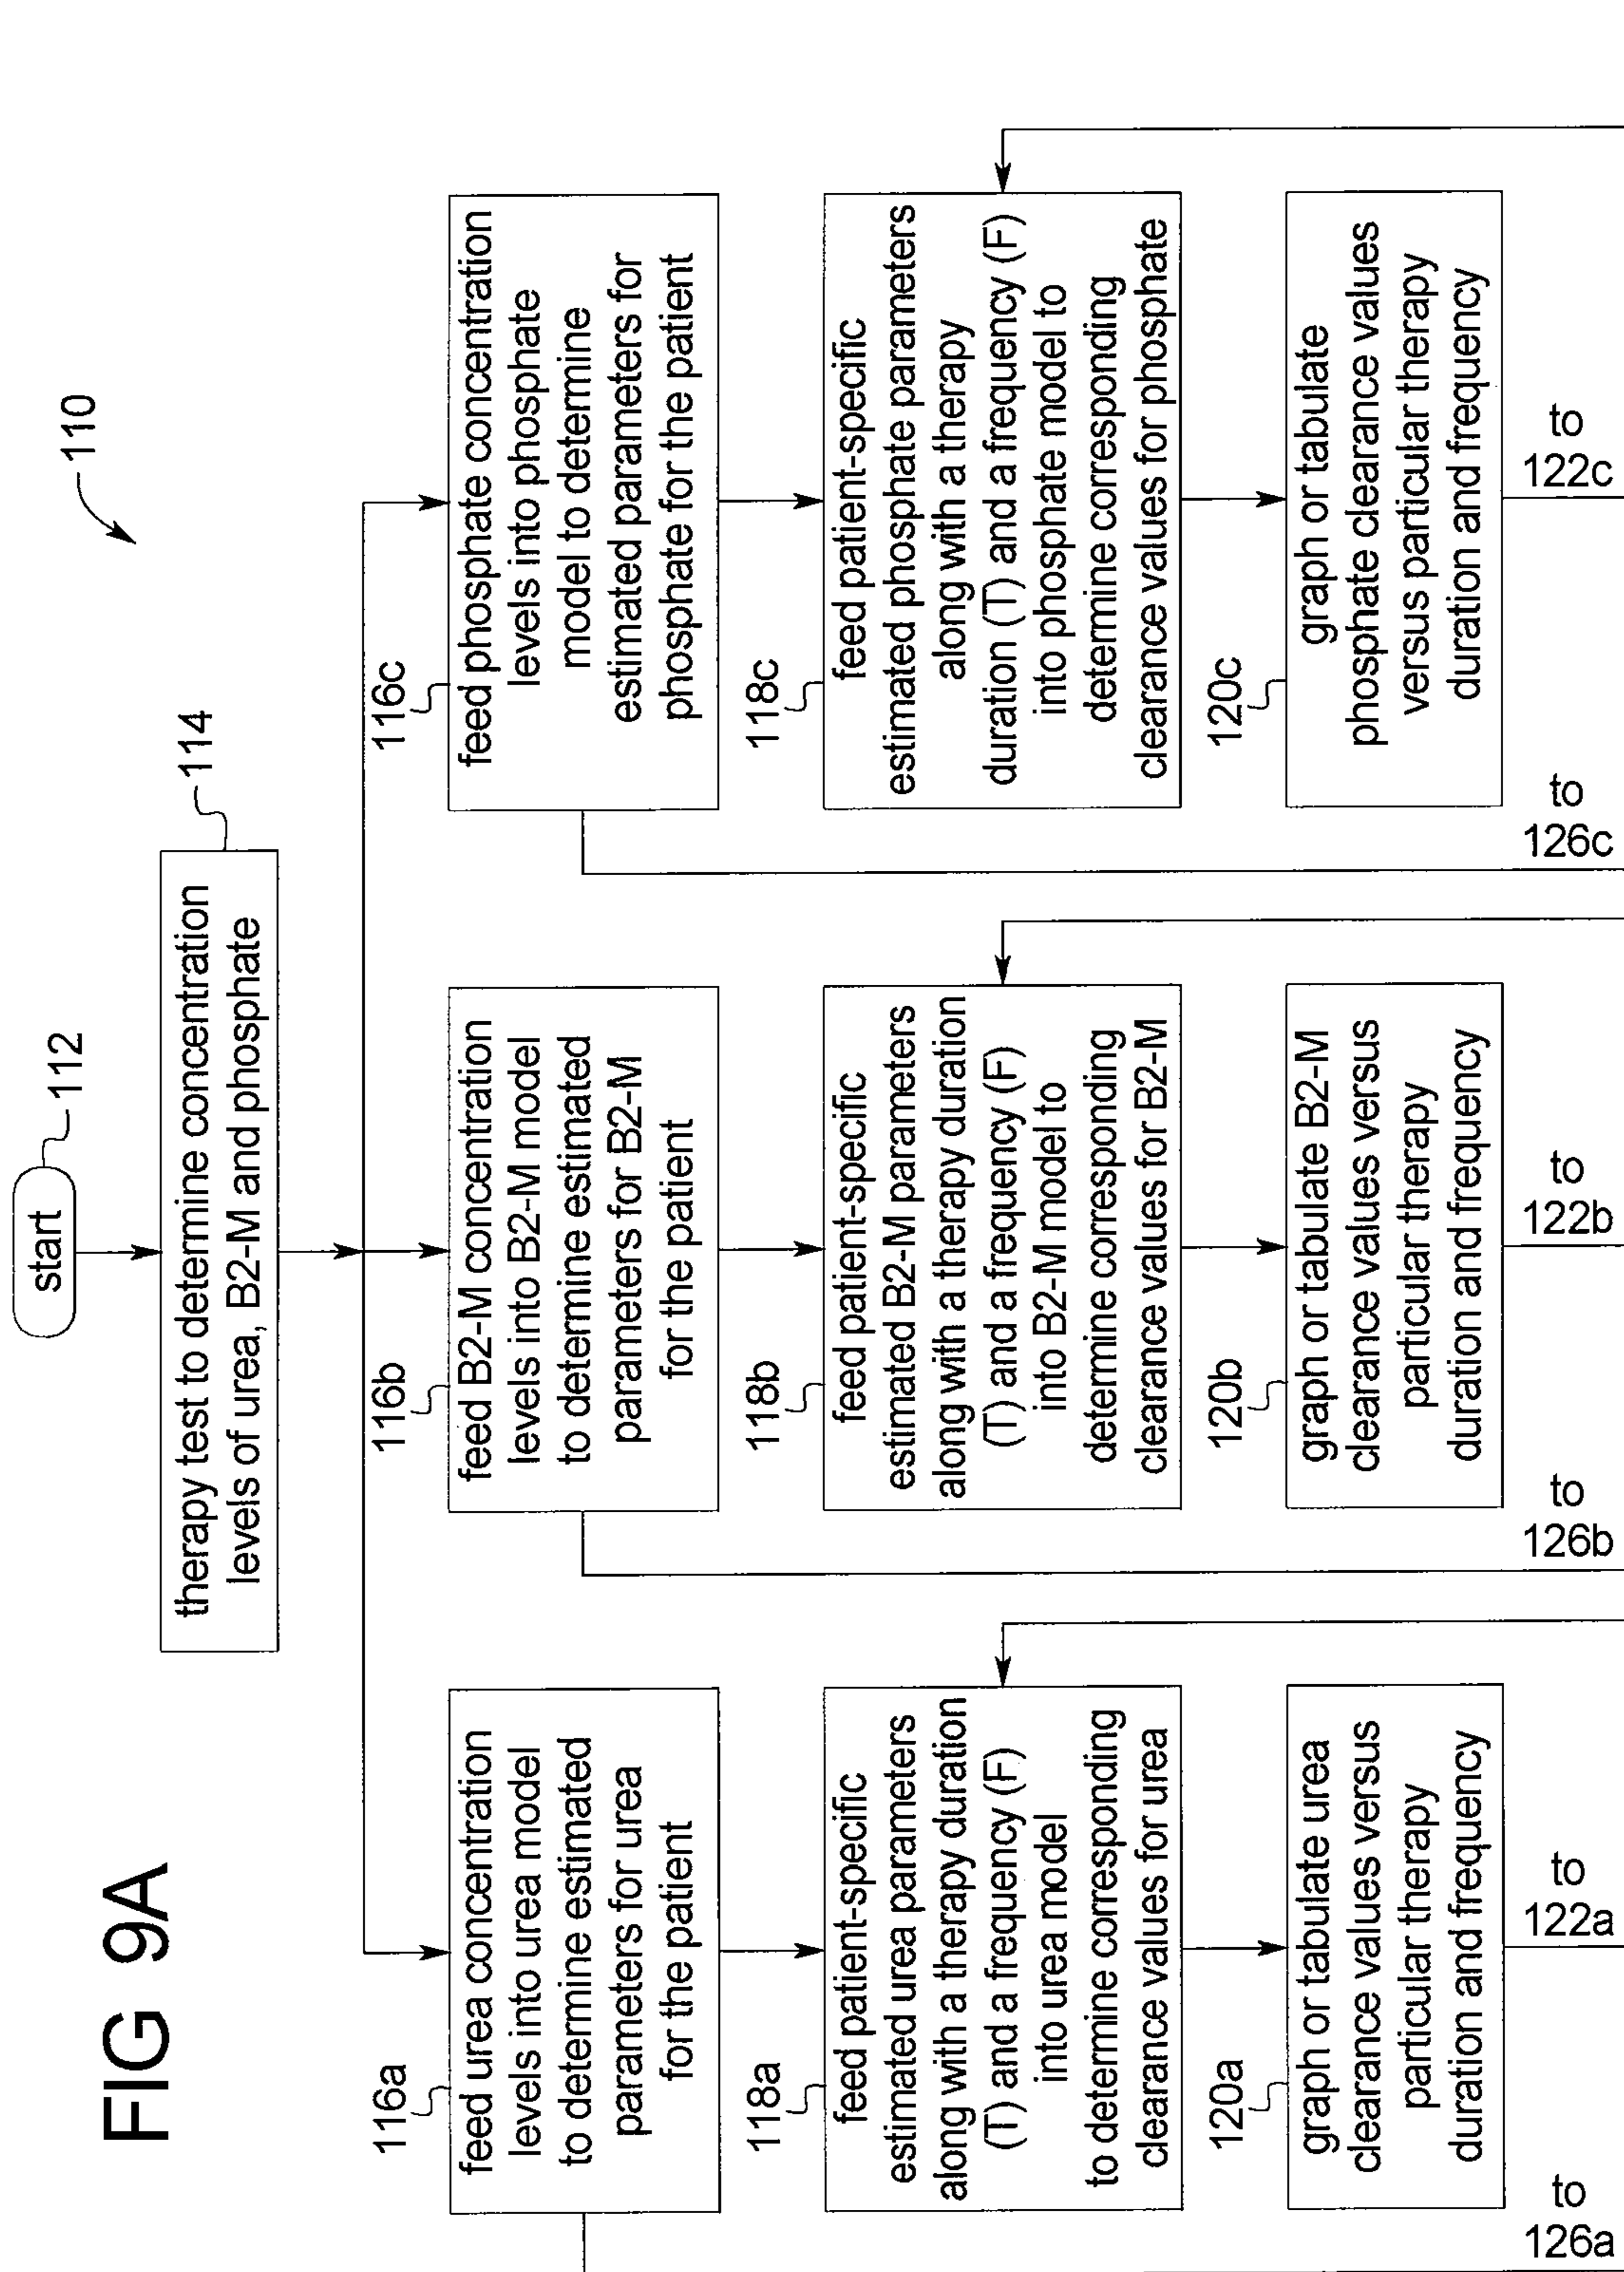 FIG 9A
110
start
112
therapy test to determine concentration
levels of urea, B2-M and phosphate
114
116a
feed urea concentration
levels into urea model
to determine estimated
parameters for urea
for the patient
116b
feed B2-M concentration
levels into B2-M model
to determine estimated
parameters for B2-M
for the patient
116c
feed phosphate concentration
levels into phosphate
model to determine
estimated parameters for
phosphate for the patient
118a
feed patient-specific
estimated urea parameters
along with a therapy duration
(T) and a frequency (F)
into urea model
to determine corresponding
clearance values for urea
118b
feed patient-specific
estimated B2-M parameters
along with a therapy duration
(T) and a frequency (F)
into B2-M model to
determine corresponding
clearance values for B2-M
118c
feed patient-specific
estimated phosphate parameters
along with a therapy
duration (T) and a frequency (F)
into phosphate model to
determine corresponding
clearance values for phosphate
120a
graph or tabulate urea
clearance values versus
particular therapy
duration and frequency
120b
graph or tabulate B2-M
clearance values versus
particular therapy
duration and frequency
120c
graph or tabulate
phosphate clearance values
versus particular therapy
duration and frequency
to
126a
to
122a
to
126b
to
122b
to
126c
to
122c